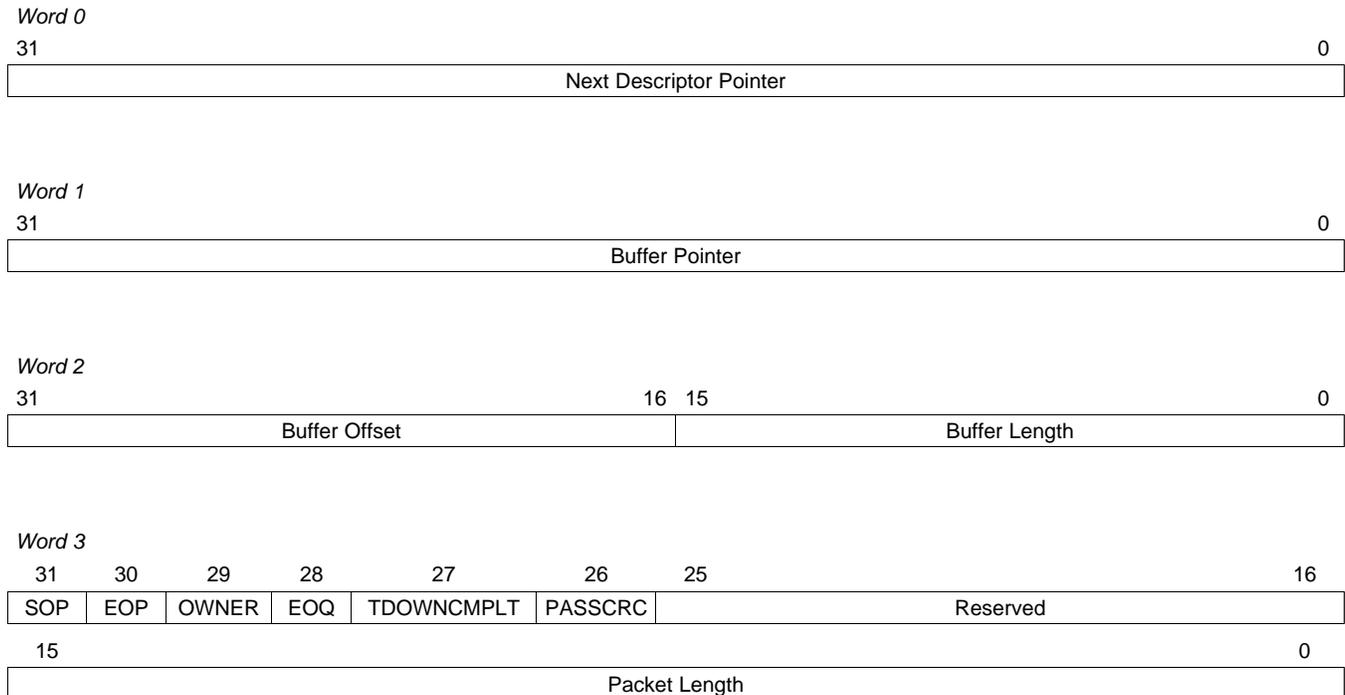 Word 0
31 0
Next Descriptor Pointer
Word 1
31 0
Buffer Pointer
Word 2
31 16 15 0
Buffer Offset Buffer Length
Word 3
31 30 29 28 27 26 25 16
SOP EOP OWNER EOQ TDOWNCMPLT PASSCRC Reserved
15 0
Packet Length